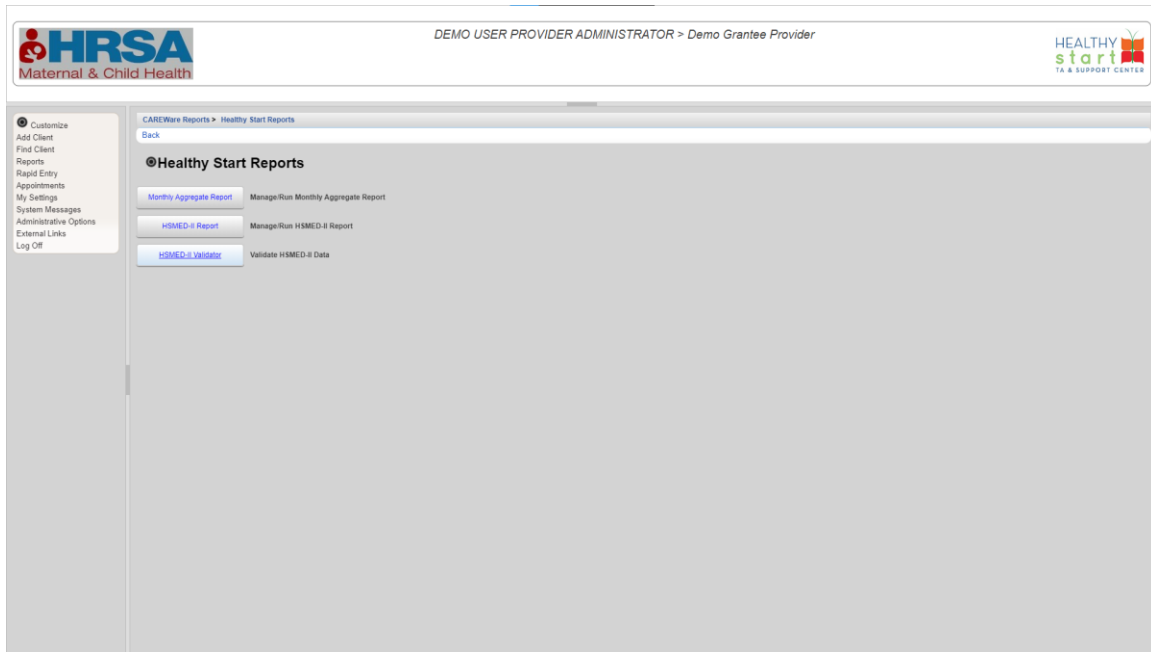 HRSA
Maternal & Child Health
DEMO USER PROVIDER ADMINISTRATOR > Demo Grantee Provider
HEALTHY
start
TA & SUPPORT CENTER
Customize
Add Client
Find Client
Reports
Rapid Entry
Appointments
My Settings
System Messages
Administrative Options
External Links
Log Off
CAREWare Reports > Healthy Start Reports
Back
Healthy Start Reports
Monthly Aggregate Report Manage/Run Monthly Aggregate Report
HSMED-II Report Manage/Run HSMED-II Report
HSMED-II Validator Validate HSMED-II Data